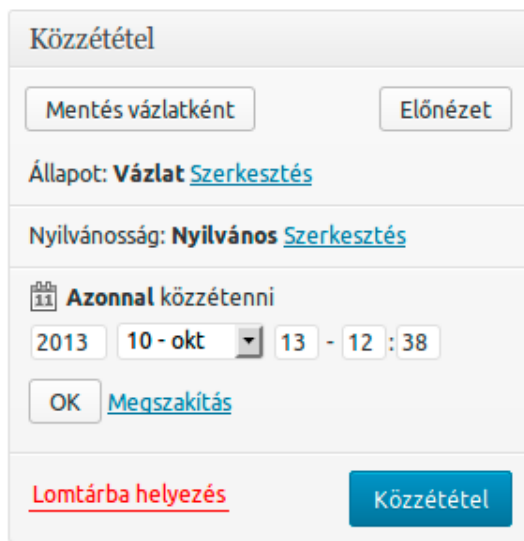 Közzététel
Mentés vázlatként Előnézet
Állapot: Vázlat Szerkesztés
Nyilvánosság: Nyilvános Szerkesztés
11 Azonnal közzétenni
2013 10 - okt 13 - 12 : 38
OK Megszakítás
Lomtárba helyezés Közzététel